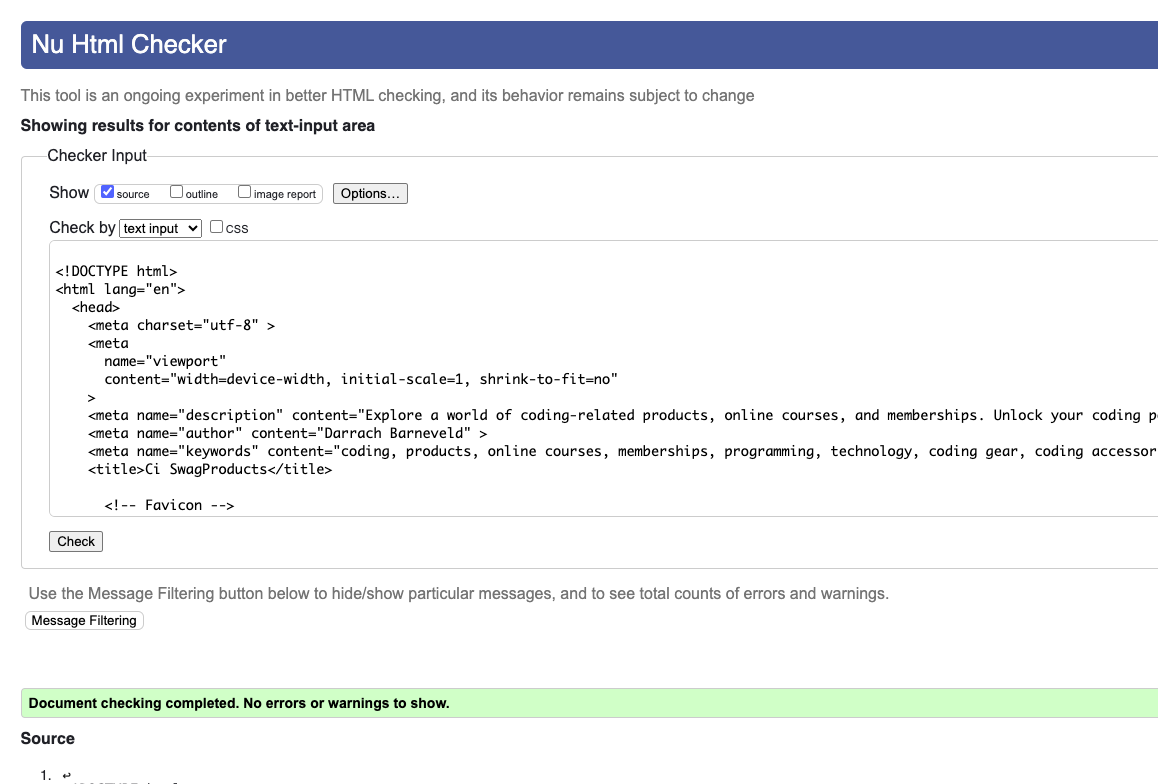 Nu Html Checker
This tool is an ongoing experiment in better HTML checking, and its behavior remains subject to change
Showing results for contents of text-input area
Checker Input
Show source outline image report Options…
Check by text input css
<!DOCTYPE html>
<html lang="en">
<head>
<meta charset="utf-8" >
<meta
name="viewport"
content="width=device-width, initial-scale=1, shrink-to-fit=no"
>
<meta name="description" content="Explore a world of coding-related products, online courses, and memberships. Unlock your coding
<meta name="author" content="Darrach Barneveld" >
<meta name="keywords" content="coding, products, online courses, memberships, programming, technology, coding gear, coding accessor
<title>Ci SwagProducts</title>
<!-- Favicon -->
Check
Use the Message Filtering button below to hide/show particular messages, and to see total counts of errors and warnings.
Message Filtering
Document checking completed. No errors or warnings to show.
Source
1. ↩